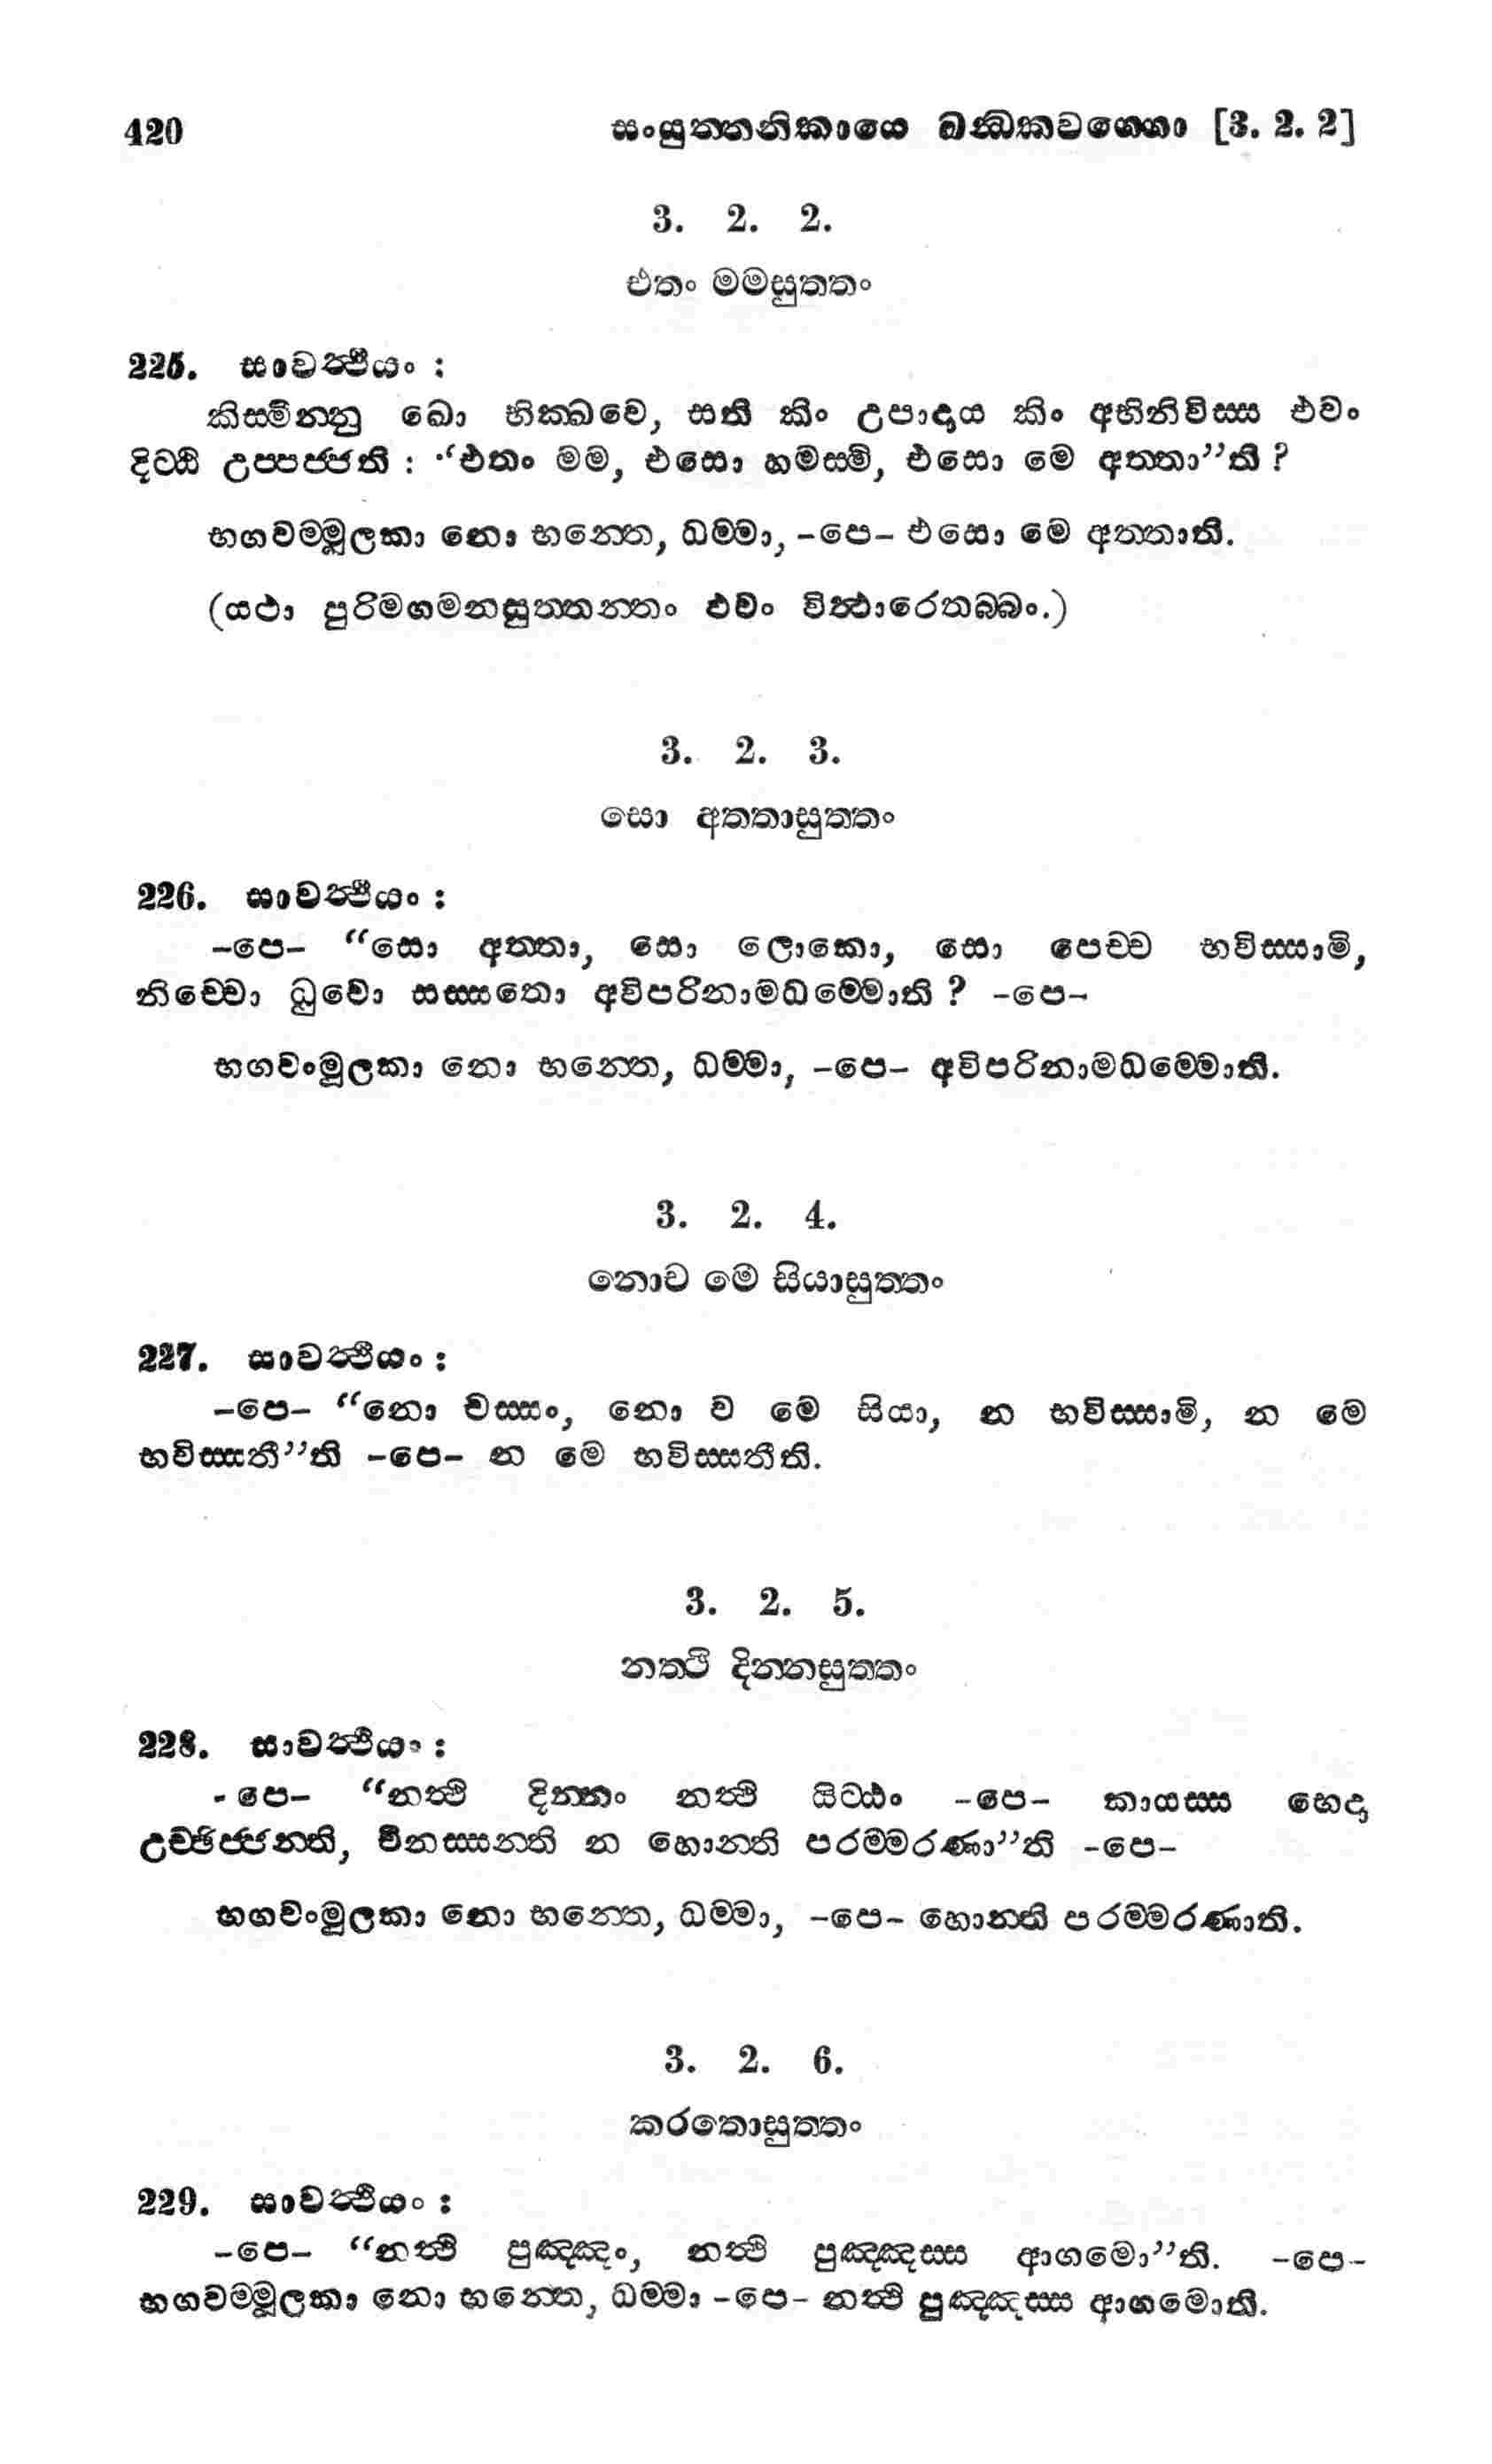 420 සංයුත්තනිකායෙ ඛන්ධකවග්ගො [3. 2. 2]
3. 2. 2.
එතං මමසුත්තං
225. සාවත්ථියං :
කිස්මින්නු ඛො භික්ඛවෙ, සති කිං උපාදාය කිං අභිනිවිස්ස එවං
දිට්ඨි උප්පජ්ජති : “එතං මම, එසො හමස්මි, එසො මෙ අත්තා”ති ?
භගවම්මූලකා නො භන්තෙ, ධම්මා, –පෙ– එසො මෙ අත්තාති.
(යථා පුරිමගමනසුත්තන්තං එවං විත්ථාරෙතබ්බං.)
3. 2. 3.
සො අත්තාසුත්තං
226. සාවත්ථියං :
–පෙ– “සො අත්තා, සො ලොකො, සො පෙච්ච භවිස්සාමි,
නිච්චො ධුවො සස්සතො අවිපරිනාමධම්මොති ? –පෙ–
භගවංමූලකා නො භන්තෙ, ධම්මා, –පෙ– අවිපරිනාමධම්මොති.
3. 2. 4.
නොච මෙ සියාසුත්තං
227. සාවත්ථියං :
–පෙ– “නො චස්සං, නො ච මෙ සියා, න භවිස්සාමි, න මෙ
භවිස්සතී”ති –පෙ– න මෙ භවිස්සතීති.
3. 2. 5.
නත්ථි දින්නසුත්තං
228. සාවත්ථියං :
-පෙ– “නත්ථි දින්නං නත්ථි යිට්ඨං –පෙ– කායස්ස භෙදා
උච්ඡිජ්ජන්ති, විනස්සන්ති න හොන්ති පරම්මරණා”ති –පෙ–
භගවංමූලකා නො භන්තෙ, ධම්මා, –පෙ– හොන්ති පරම්මරණාති.
3. 2. 6.
කරතොසුත්තං
229. සාවත්ථියං :
–පෙ– “නත්ථි පුඤ්ඤං, නත්ථි පුඤ්ඤස්ස ආගමො”ති. –පෙ–
භගවම්මූලකා නො භන්තෙ, ධම්මා –පෙ– නත්ථි පුඤ්ඤස්ස ආගමොති.